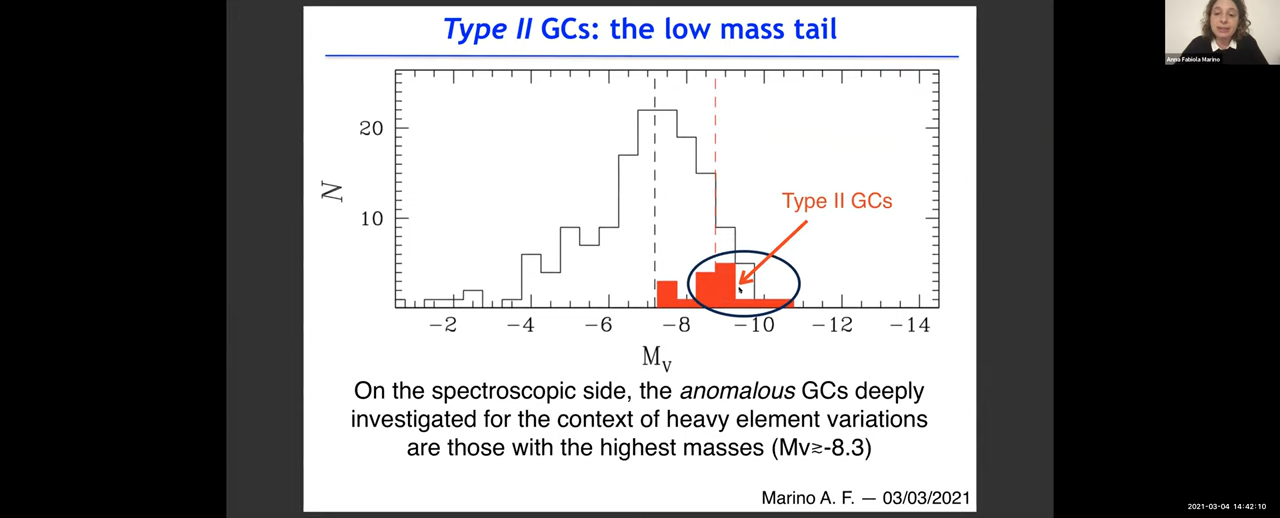 Type II GCs: the low mass tail
Anna Fabiola Marino
20
N
10
Type II GCs
-2 -4 -6 -8 -10 -12 -14
MV
On the spectroscopic side, the anomalous GCs deeply
investigated for the context of heavy element variations
are those with the highest masses (Mv≳-8.3)
Marino A. F. — 03/03/2021
2021-03-04 14:42:10